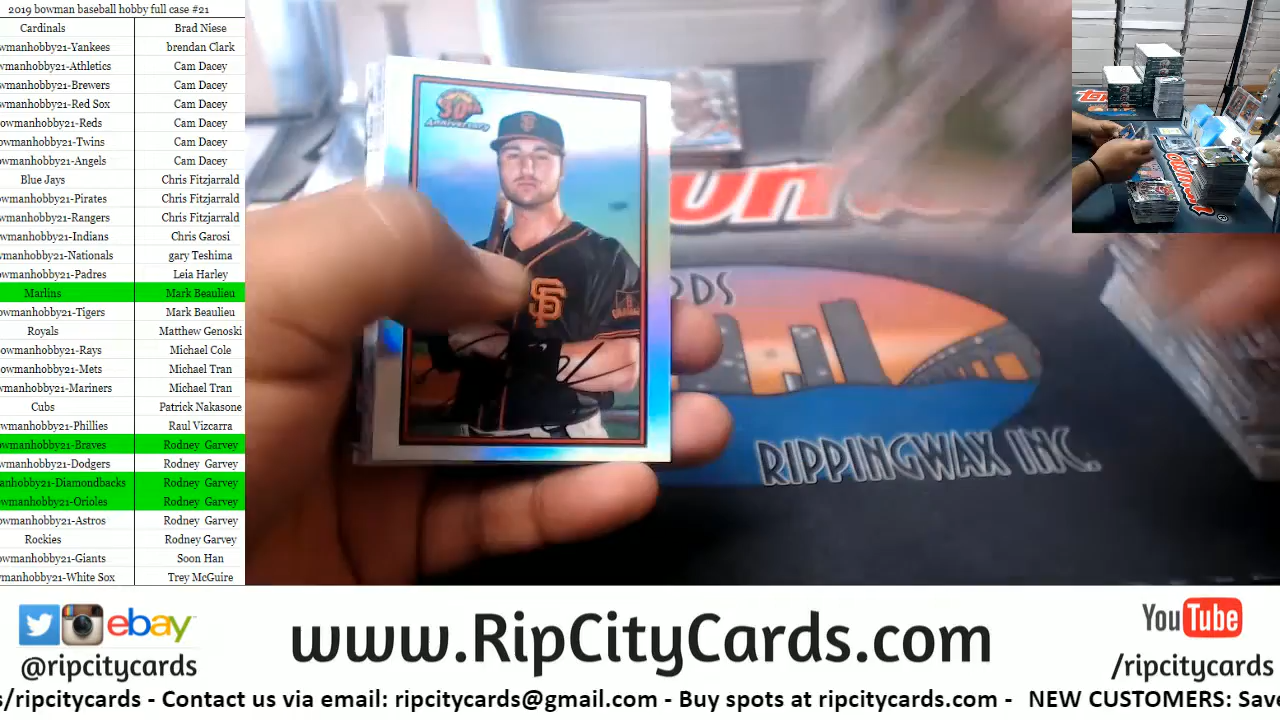 2019 bowman baseball hobby full case #21
Cardinals Brad Niese
wmanhobby21-Yankees brendan Clark
owmanhobby21-Athletics Cam Dacey
owmanhobby21-Brewers Cam Dacey
owmanhobby21-Red Sox Cam Dacey
owmanhobby21-Reds Cam Dacey
owmanhobby21-Twins Cam Dacey
owmanhobby21-Angels Cam Dacey
Blue Jays Chris Fitzjarrald
owmanhobby21-Pirates Chris Fitzjarrald
owmanhobby21-Rangers Chris Fitzjarrald
owmanhobby21-Indians Chris Garosi
owmanhobby21-Nationals gary Teshima
owmanhobby21-Padres Leia Harley
Marlins Mark Beaulieu
owmanhobby21-Tigers Mark Beaulieu
Royals Matthew Genoski
owmanhobby21-Rays Michael Cole
owmanhobby21-Mets Michael Tran
owmanhobby21-Mariners Michael Tran
Cubs Patrick Nakasone
owmanhobby21-Phillies Raul Vizcarra
owmanhobby21-Braves Rodney Garvey
owmanhobby21-Dodgers Rodney Garvey
anhobby21-Diamondbacks Rodney Garvey
owmanhobby21-Orioles Rodney Garvey
owmanhobby21-Astros Rodney Garvey
Rockies Rodney Garvey
owmanhobby21-Giants Soon Han
wmanhobby21-White Sox Trey McGuire
30th
Anniversary
SF
RDS
RIPPINGWAX INC.
ebay
@ripcitycards
www.RipCityCards.com
YouTube
/ripcitycards
s/ripcitycards - Contact us via email: ripcitycards@gmail.com - Buy spots at ripcitycards.com - NEW CUSTOMERS: Save